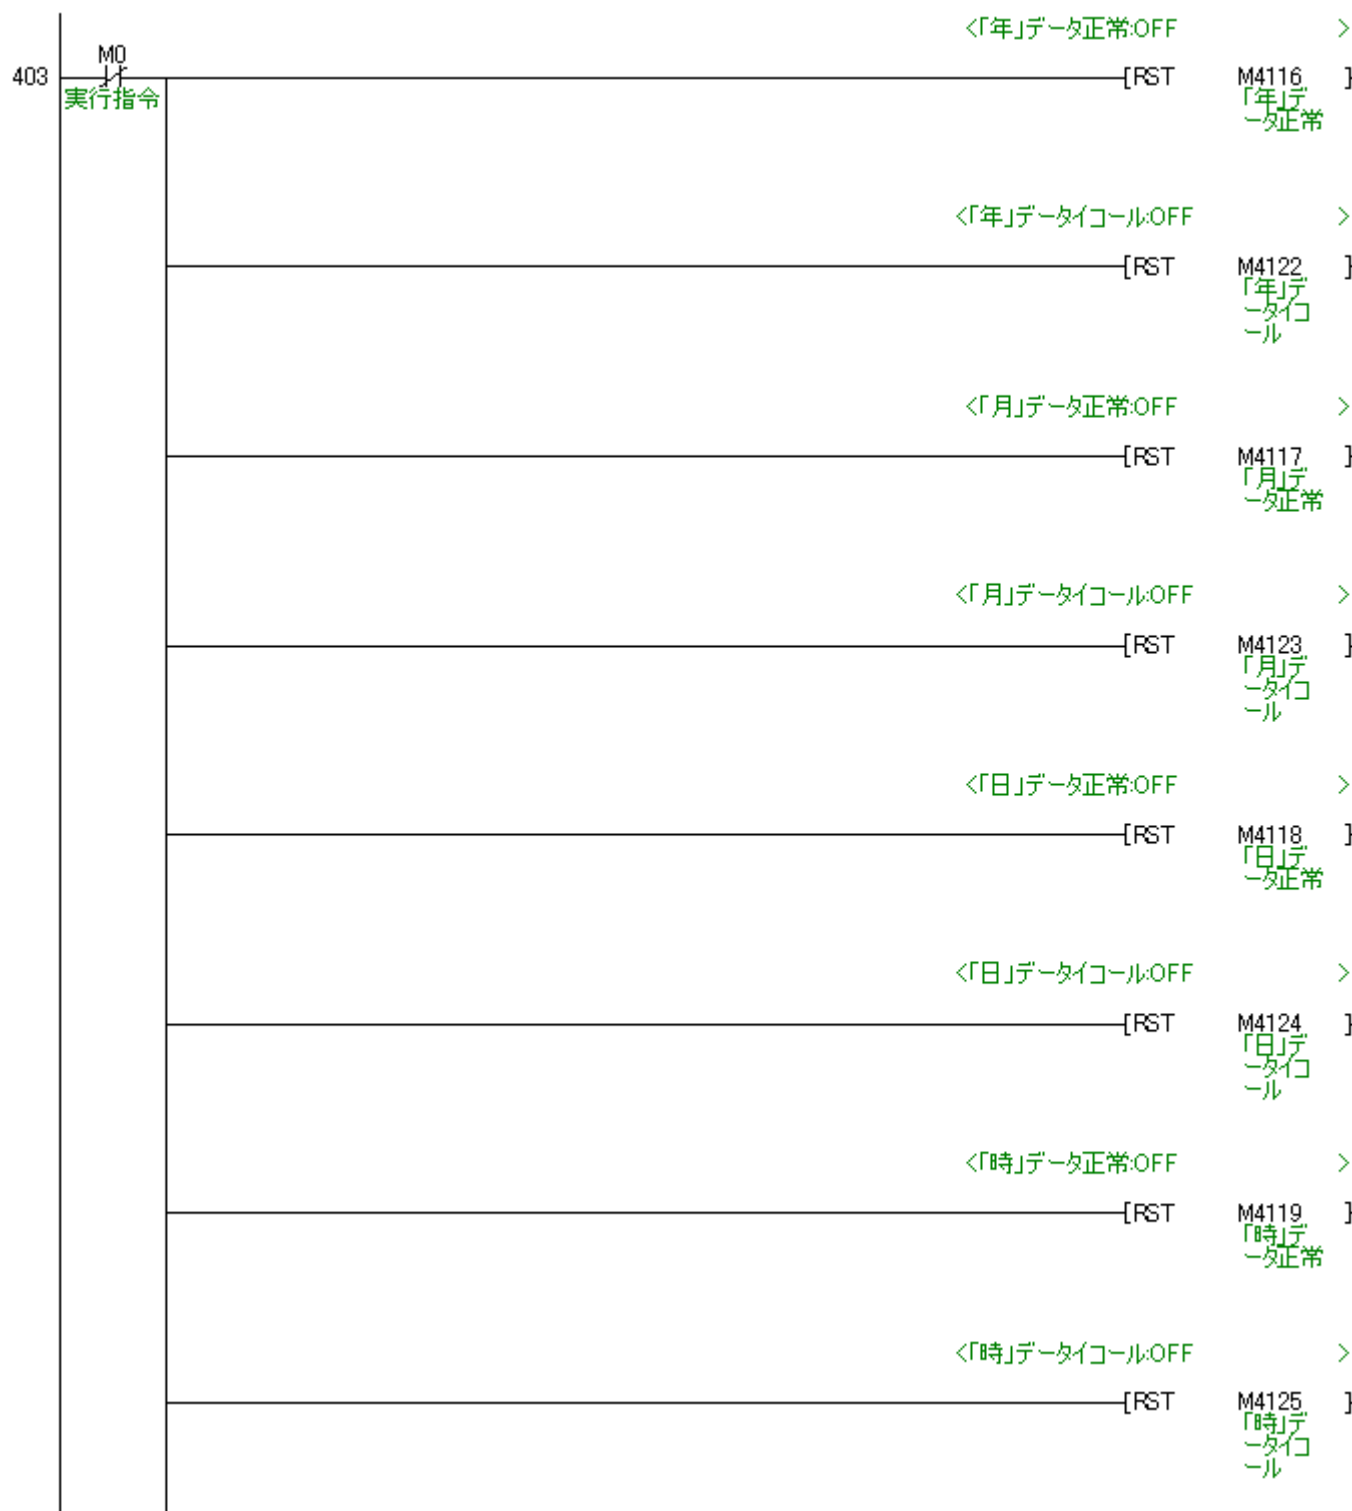 <「年」データ正常:OFF >
M0
403 [RST M4116 ]
実行指令 「年」デ
ータ正常
<「年」データイコール:OFF >
[RST M4122 ]
「年」デ
ータイコ
ール
<「月」データ正常:OFF >
[RST M4117 ]
「月」デ
ータ正常
<「月」データイコール:OFF >
[RST M4123 ]
「月」デ
ータイコ
ール
<「日」データ正常:OFF >
[RST M4118 ]
「日」デ
ータ正常
<「日」データイコール:OFF >
[RST M4124 ]
「日」デ
ータイコ
ール
<「時」データ正常:OFF >
[RST M4119 ]
「時」デ
ータ正常
<「時」データイコール:OFF >
[RST M4125 ]
「時」デ
ータイコ
ール